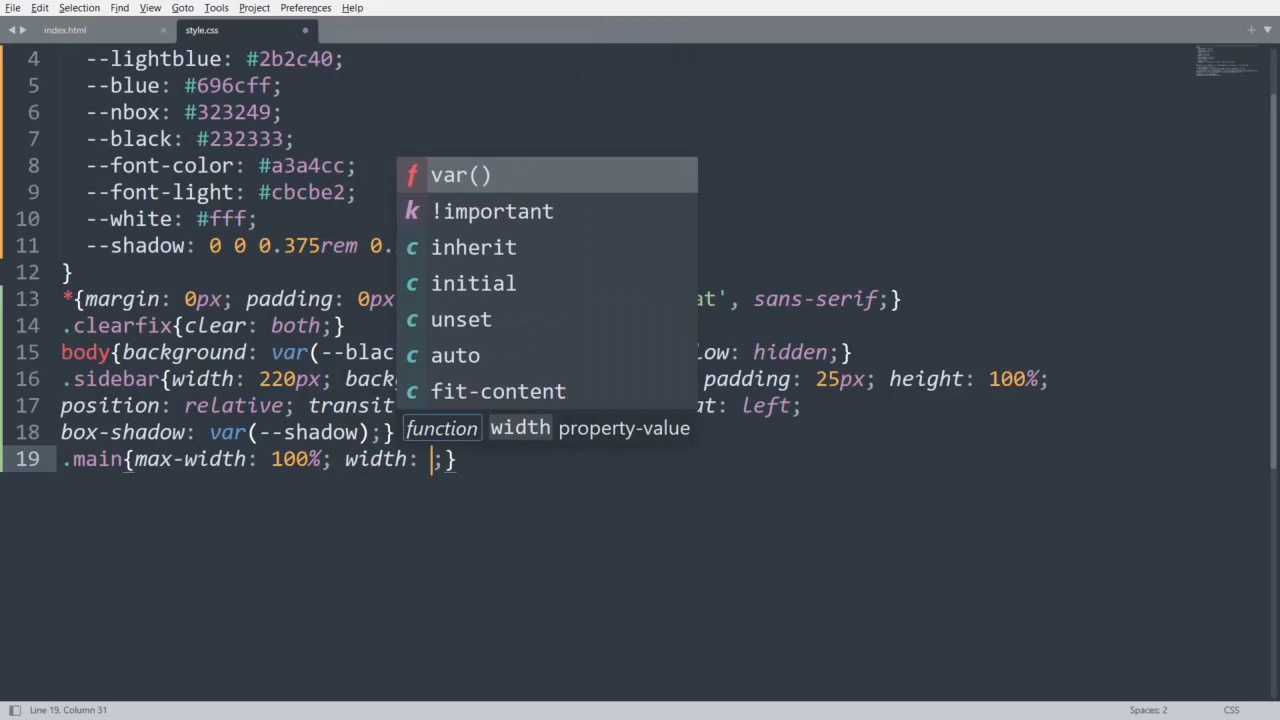 File Edit Selection Find View Goto Tools Project Preferences Help
index.html × style.css
4 --lightblue: #2b2c40;
5 --blue: #696cff;
6 --nbox: #323249;
7 --black: #232333;
8 --font-color: #a3a4cc;
9 --font-light: #cbcbe2;
10 --white: #fff;
11 --shadow: 0 0 0.375rem 0.
12 }
13 *{margin: 0px; padding: 0px at', sans-serif;}
14 .clearfix{clear: both;}
15 body{background: var(--blac low: hidden;}
16 .sidebar{width: 220px; back padding: 25px; height: 100%;
17 position: relative; transit at: left;
18 box-shadow: var(--shadow);}
19 .main{max-width: 100%; width: ;}
f var()
k !important
c inherit
c initial
c unset
c auto
c fit-content
function width property-value
Line 19, Column 31 Spaces: 2 CSS